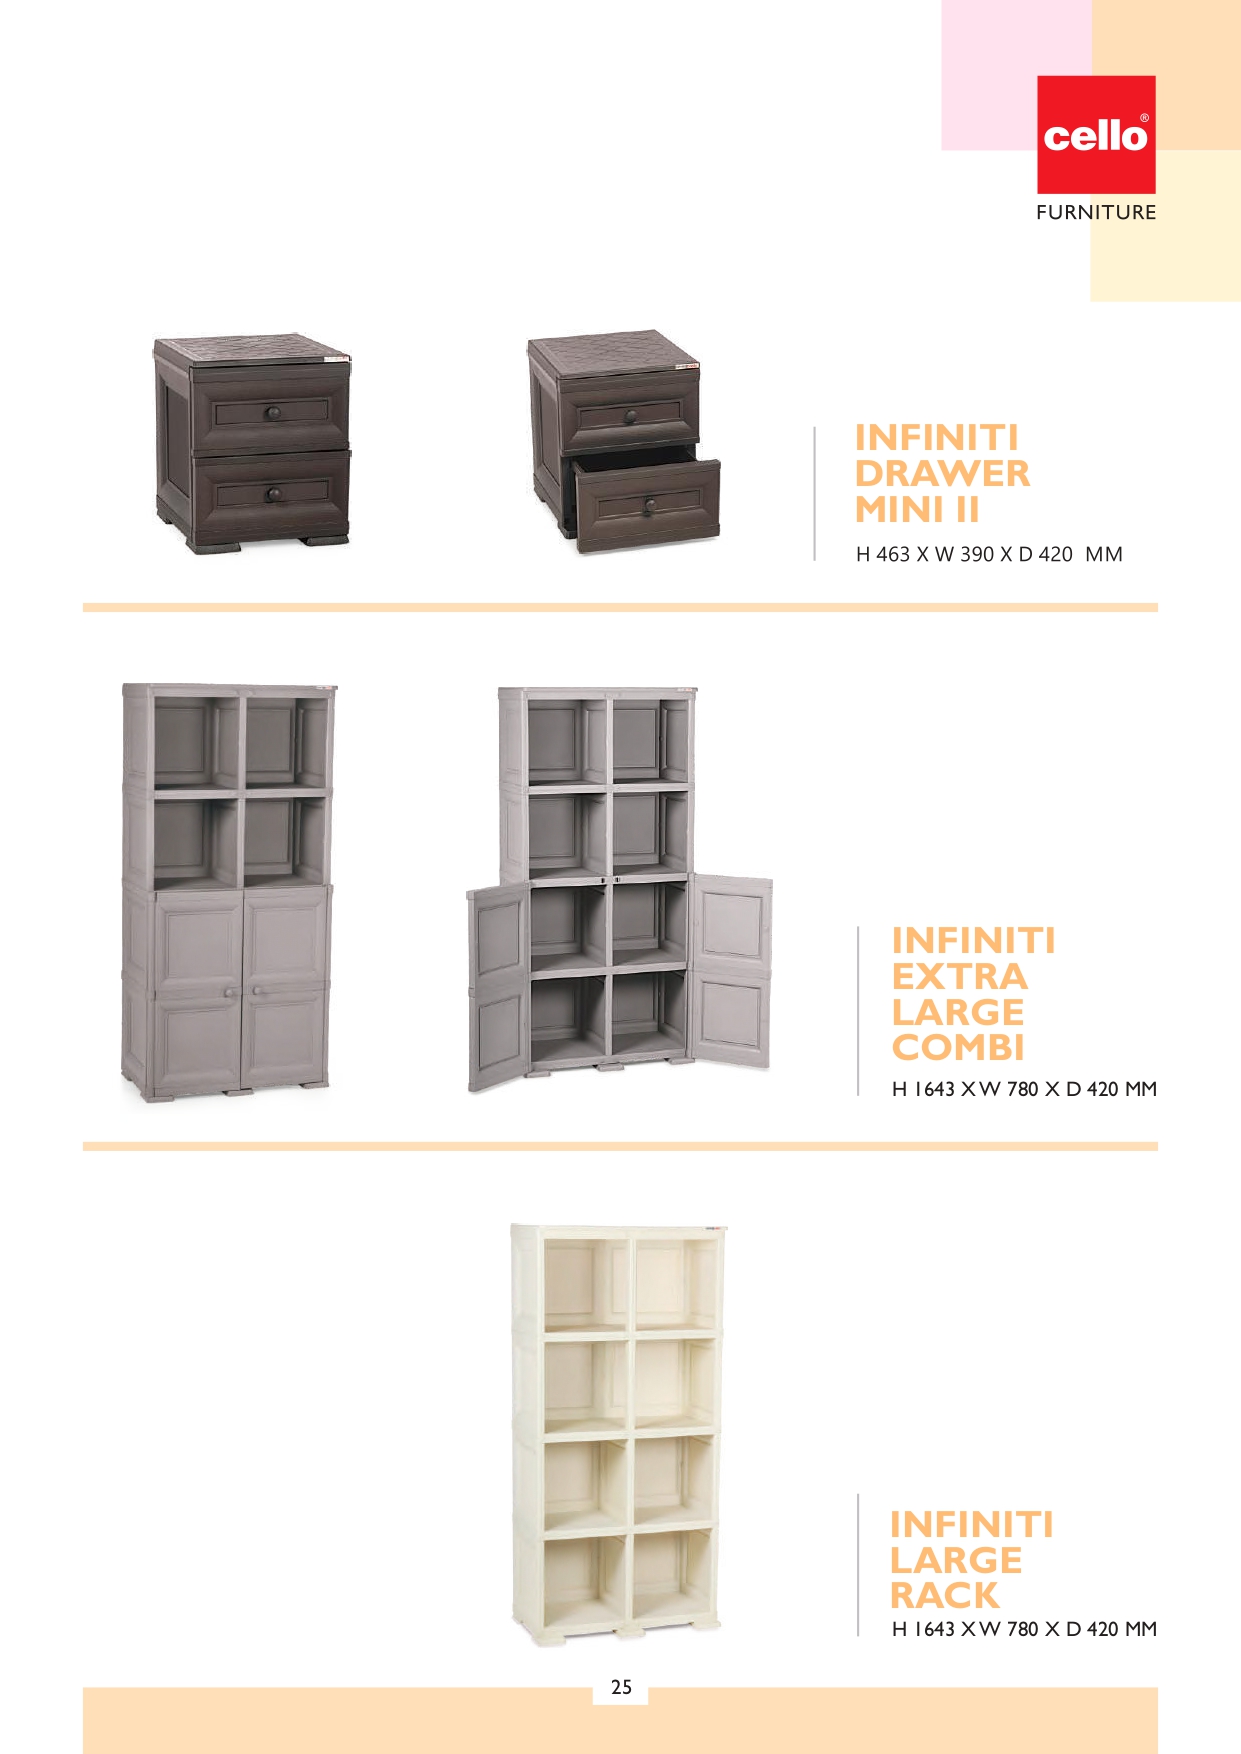 cello®
FURNITURE
INFINITI
DRAWER
MINI II
H 463 X W 390 X D 420 MM
INFINITI
EXTRA
LARGE
COMBI
H 1643 X W 780 X D 420 MM
INFINITI
LARGE
RACK
H 1643 X W 780 X D 420 MM
25